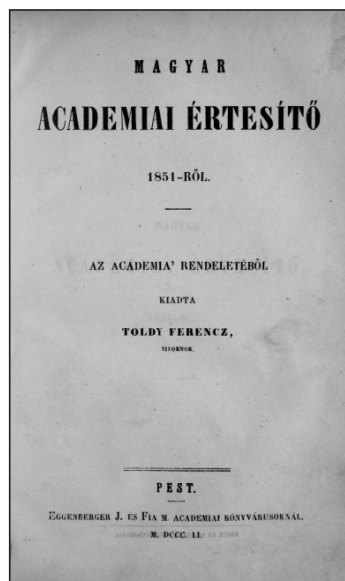 MAGYAR
ACADEMIAI ÉRTESÍTŐ
1851-RŐL.
AZ ACADEMIA' RENDELETÉBŐL
KIADTA
TOLDY FERENCZ,
TITOKNOK.
PEST.
EGGENBERGER J. ÉS FIA M. ACADEMIAI KÖNYVÁRUSOKNÁL.
M. DCCC. LI.